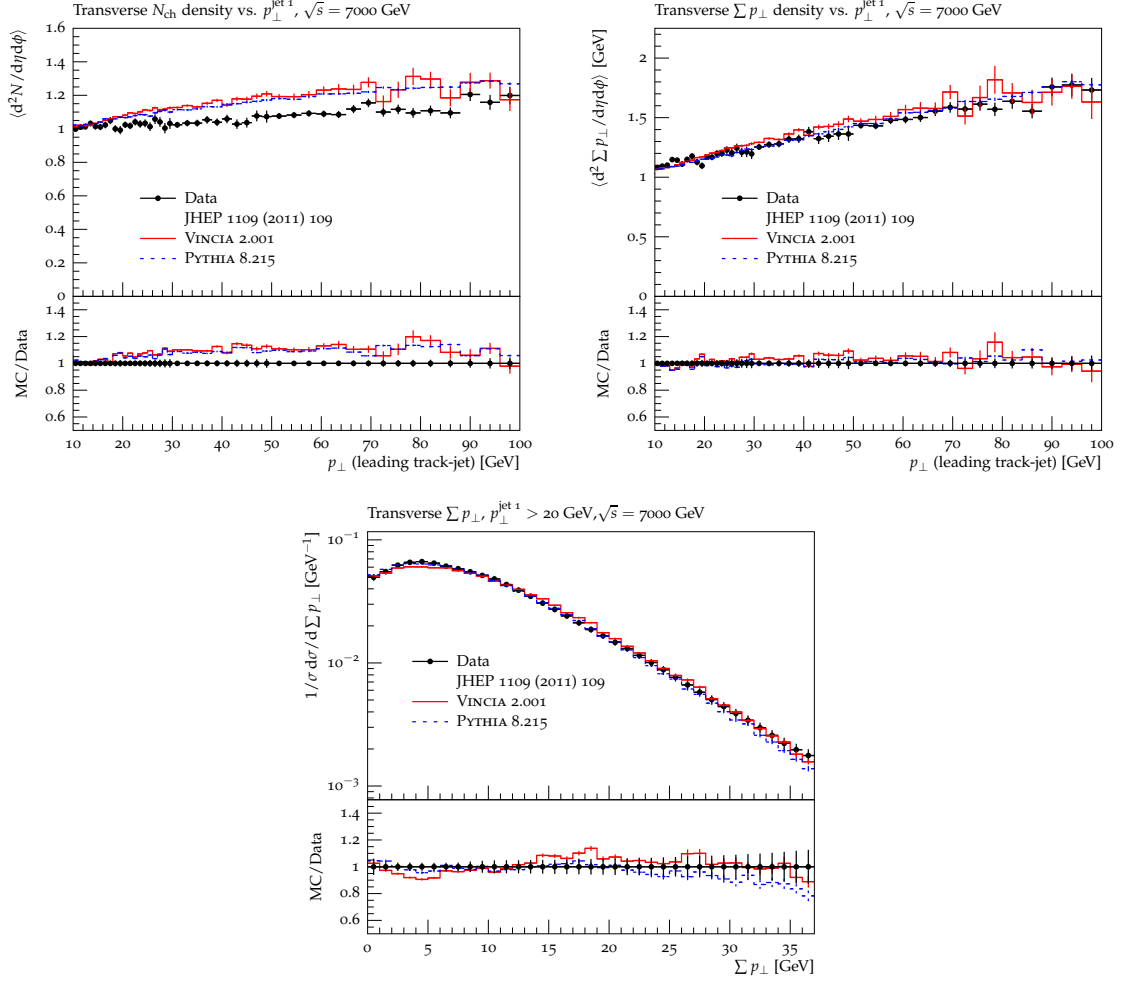 Transverse N_ch density vs. p_⊥^{jet 1}, √s = 7000 GeV
⟨d²N/dηdϕ⟩
1.6
1.4
1.2
1
0.8
0.6
0.4
0.2
0
Data
JHEP 1109 (2011) 109
VINCIA 2.001
PYTHIA 8.215
MC/Data
1.4
1.2
1
0.8
0.6
10 20 30 40 50 60 70 80 90 100
p_⊥ (leading track-jet) [GeV]
Transverse ∑ p_⊥ density vs. p_⊥^{jet 1}, √s = 7000 GeV
⟨d² ∑ p_⊥/dηdϕ⟩ [GeV]
2
1.5
1
0.5
0
Data
JHEP 1109 (2011) 109
VINCIA 2.001
PYTHIA 8.215
MC/Data
1.4
1.2
1
0.8
0.6
10 20 30 40 50 60 70 80 90 100
p_⊥ (leading track-jet) [GeV]
Transverse ∑ p_⊥, p_⊥^{jet 1} > 20 GeV,√s = 7000 GeV
1/σ dσ/d ∑ p_⊥ [GeV⁻¹]
10⁻¹
10⁻²
10⁻³
Data
JHEP 1109 (2011) 109
VINCIA 2.001
PYTHIA 8.215
MC/Data
1.4
1.2
1
0.8
0.6
0 5 10 15 20 25 30 35
∑ p_⊥ [GeV]